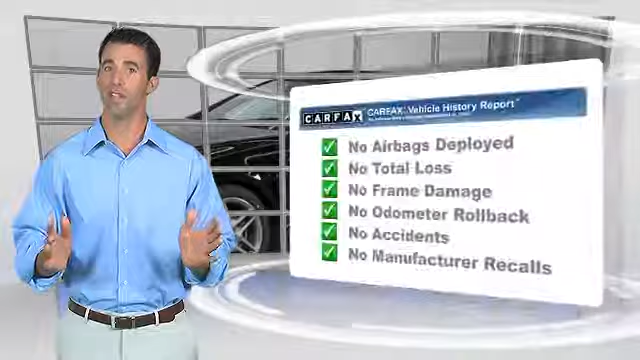 CARFAX CARFAX Vehicle History Report™
No Airbags Deployed
No Total Loss
No Frame Damage
No Odometer Rollback
No Accidents
No Manufacturer Recalls